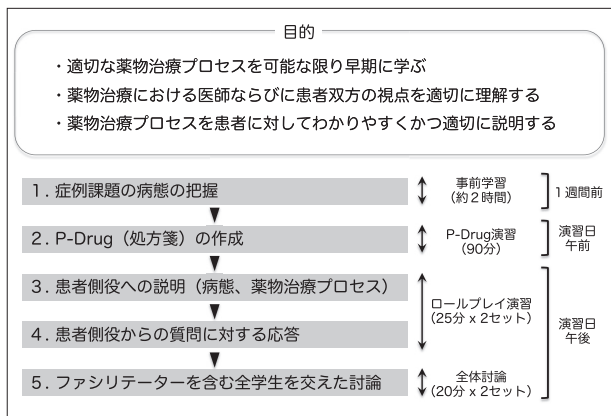 目的
・適切な薬物治療プロセスを可能な限り早期に学ぶ
・薬物治療における医師ならびに患者双方の視点を適切に理解する
・薬物治療プロセスを患者に対してわかりやすくかつ適切に説明する
1. 症例課題の病態の把握
事前学習
(約2時間)
1週間前
2. P-Drug（処方箋）の作成
P-Drug演習
(90分)
演習日
午前
3. 患者側役への説明（病態、薬物治療プロセス）
4. 患者側役からの質問に対する応答
ロールプレイ演習
(25分 x 2セット)
演習日
午後
5. ファシリテーターを含む全学生を交えた討論
全体討論
(20分 x 2セット)